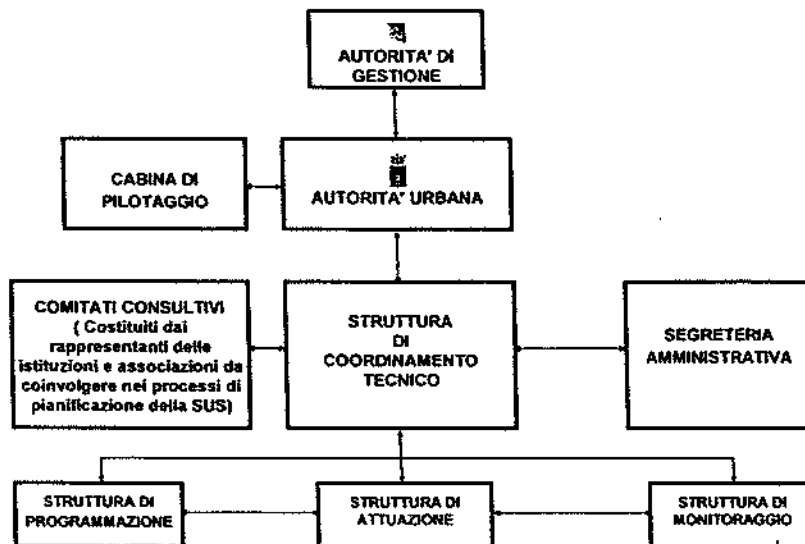 AUTORITA' DI
GESTIONE
CABINA DI
PILOTAGGIO
AUTORITA' URBANA
COMITATI CONSULTIVI
( Costituiti dai
rappresentanti delle
istituzioni e associazioni da
coinvolgere nei processi di
pianificazione della SUS)
STRUTTURA
DI
COORDINAMENTO
TECNICO
SEGRETERIA
AMMINISTRATIVA
STRUTTURA DI
PROGRAMMAZIONE
STRUTTURA DI
ATTUAZIONE
STRUTTURA DI
MONITORAGGIO